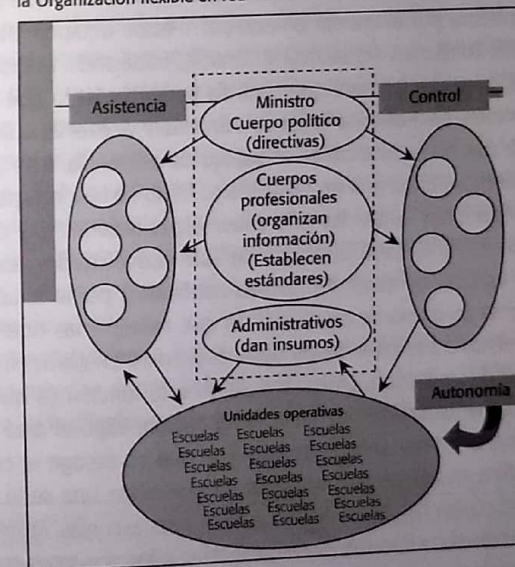 la Organización flexible en
Asistencia
Control
Ministro
Cuerpo político
(directivas)
Cuerpos
profesionales
(organizan
información)
(Establecen
estándares)
Administrativos
(dan insumos)
Autonomia
Unidades operativas
Escuelas Escuelas Escuelas
Escuelas Escuelas Escuelas
Escuelas Escuelas Escuelas
Escuelas Escuelas Escuelas
Escuelas Escuelas Escuelas
Escuelas Escuelas Escuelas
Escuelas Escuelas Escuelas